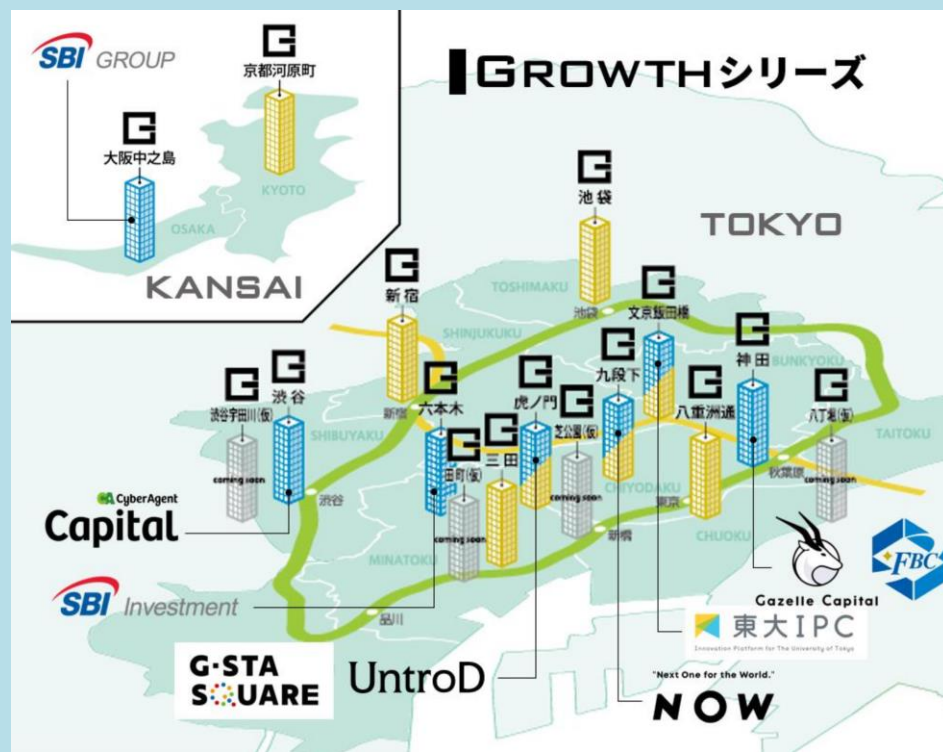 SBI GROUP
京都河原町
GROWTHシリーズ
大阪中之島
KYOTO
OSAKA
KANSAI
池袋
TOKYO
新宿
TOSHIMAKU
池袋
文京飯田橋
SHINJUKUKU
BUNKYOKU
渋谷宇田川(仮)
渋谷
六本木
虎ノ門
九段下
神田
新宿
芝公園(仮)
八重洲通
八丁堀(仮)
SHIBUYAKU
田町(仮)
三田
TAITOKU
coming soon
渋谷
coming soon
CHIYODAKU
東京
秋葉原
coming soon
CyberAgent
Capital
coming soon
新橋
CHUOKU
MINATOKU
SBI Investment
品川
Gazelle Capital
FBC
東大IPC
Innovation Platform for The University of Tokyo
G·STA
SQUARE
UntroD
"Next One for the World."
NOW